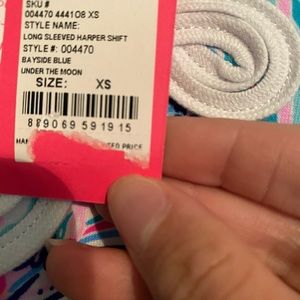 SKU #
004470 444108 XS
STYLE NAME:
LONG SLEEVED HARPER SHIFT
STYLE #: 004470
BAYSIDE BLUE
UNDER THE MOON
SIZE: XS
889069591915
PRICE